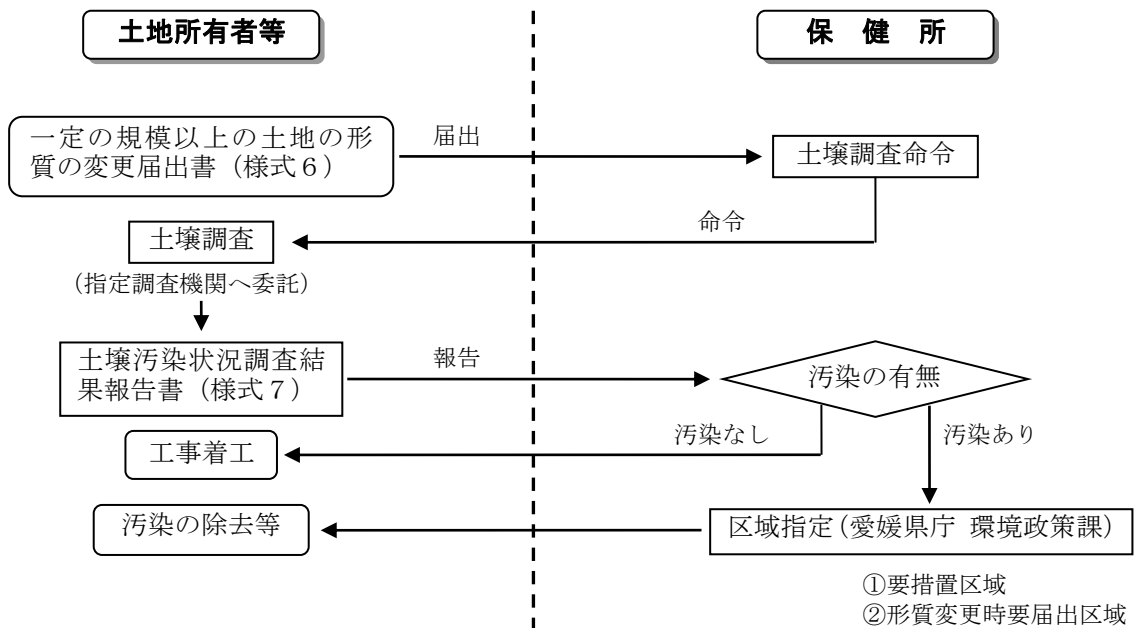 土地所有者等
保 健 所
一定の規模以上の土地の形
質の変更届出書（様式６）
届出
土壌調査命令
命令
土壌調査
（指定調査機関へ委託）
土壌汚染状況調査結
果報告書（様式７）
報告
汚染の有無
汚染なし
汚染あり
工事着工
汚染の除去等
区域指定（愛媛県庁 環境政策課）
①要措置区域
②形質変更時要届出区域